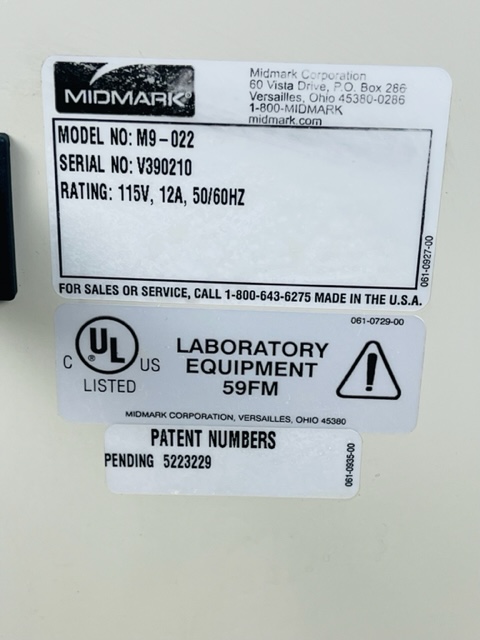 MIDMARK®
Midmark Corporation
60 Vista Drive, P.O. Box 286
Versailles, Ohio 45380-0286
1-800-MIDMARK
midmark.com
MODEL NO: M9-022
SERIAL NO: V390210
RATING: 115V, 12A, 50/60HZ
061-0927-00
FOR SALES OR SERVICE, CALL 1-800-643-6275 MADE IN THE U.S.A.
061-0729-00
C UL® US
LISTED
LABORATORY
EQUIPMENT
59FM
MIDMARK CORPORATION, VERSAILLES, OHIO 45380
PATENT NUMBERS
PENDING 5223229
061-0935-00